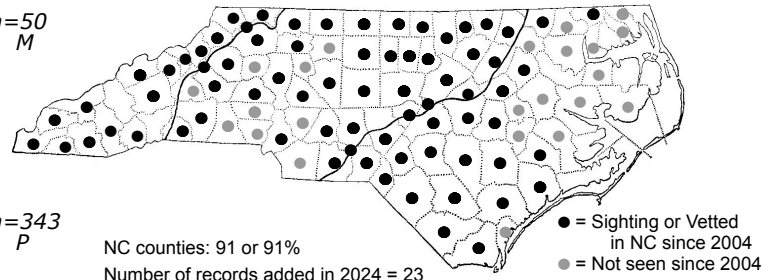 n=50
M
n=343
P
NC counties: 91 or 91%
Number of records added in 2024 = 23
● = Sighting or Vetted
in NC since 2004
● = Not seen since 2004